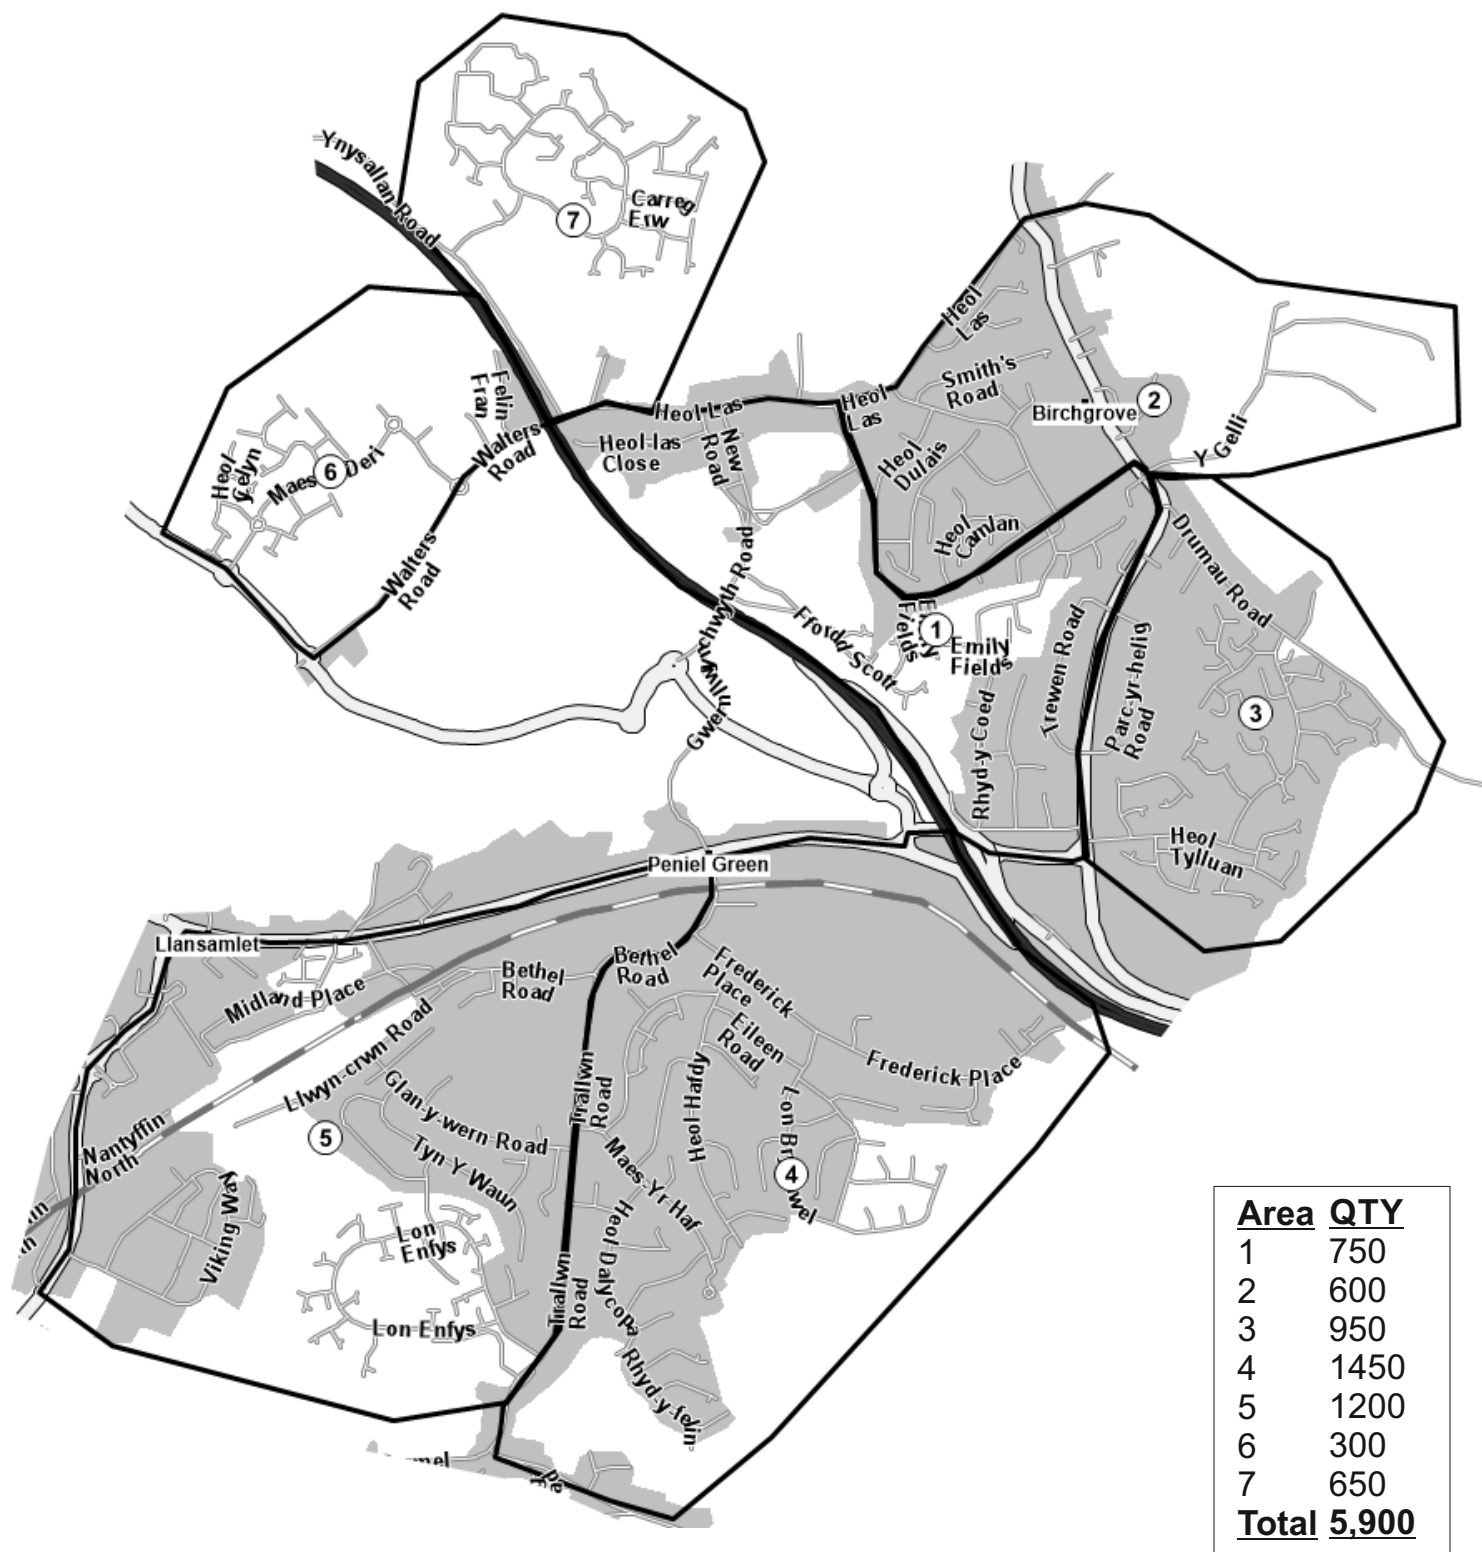 Ynysallan Road
7
Carreg
Erw
Heol
Las
Smith's
Road
Birchgrove
2
Y Gelli
Felin
Fran
Walters
Road
Heol Las
Heol
Las
Heol las
Close
New
Road
Heol
Dulais
Heol
Celyn
Maes
6
Deri
Heol
Camlan
Walters
Road
Drumau Road
Ffordd Scott
Emily
Fields
1
Emily
Fields
Trewen Road
Parc-yr-helig
Road
3
Rhyd-y-Coed
Heol
Tylluan
Peniel Green
Llansamlet
Bethel
Road
Bethel
Road
Frederick
Place
Midland Place
Eileen
Road
Frederick Place
Llwyn-crwn Road
Trallwn
Road
Heol Hafdy
Glan-y-wern Road
5
Nantyffin
North
Tyn Y Waun
Maes-Yr-Haf
4
Viking Way
Lon
Enfys
Heol Dalycopa
Trallwn
Road
Lon Enfys
Rhyd-y-felin
Area QTY
1 750
2 600
3 950
4 1450
5 1200
6 300
7 650
Total 5,900